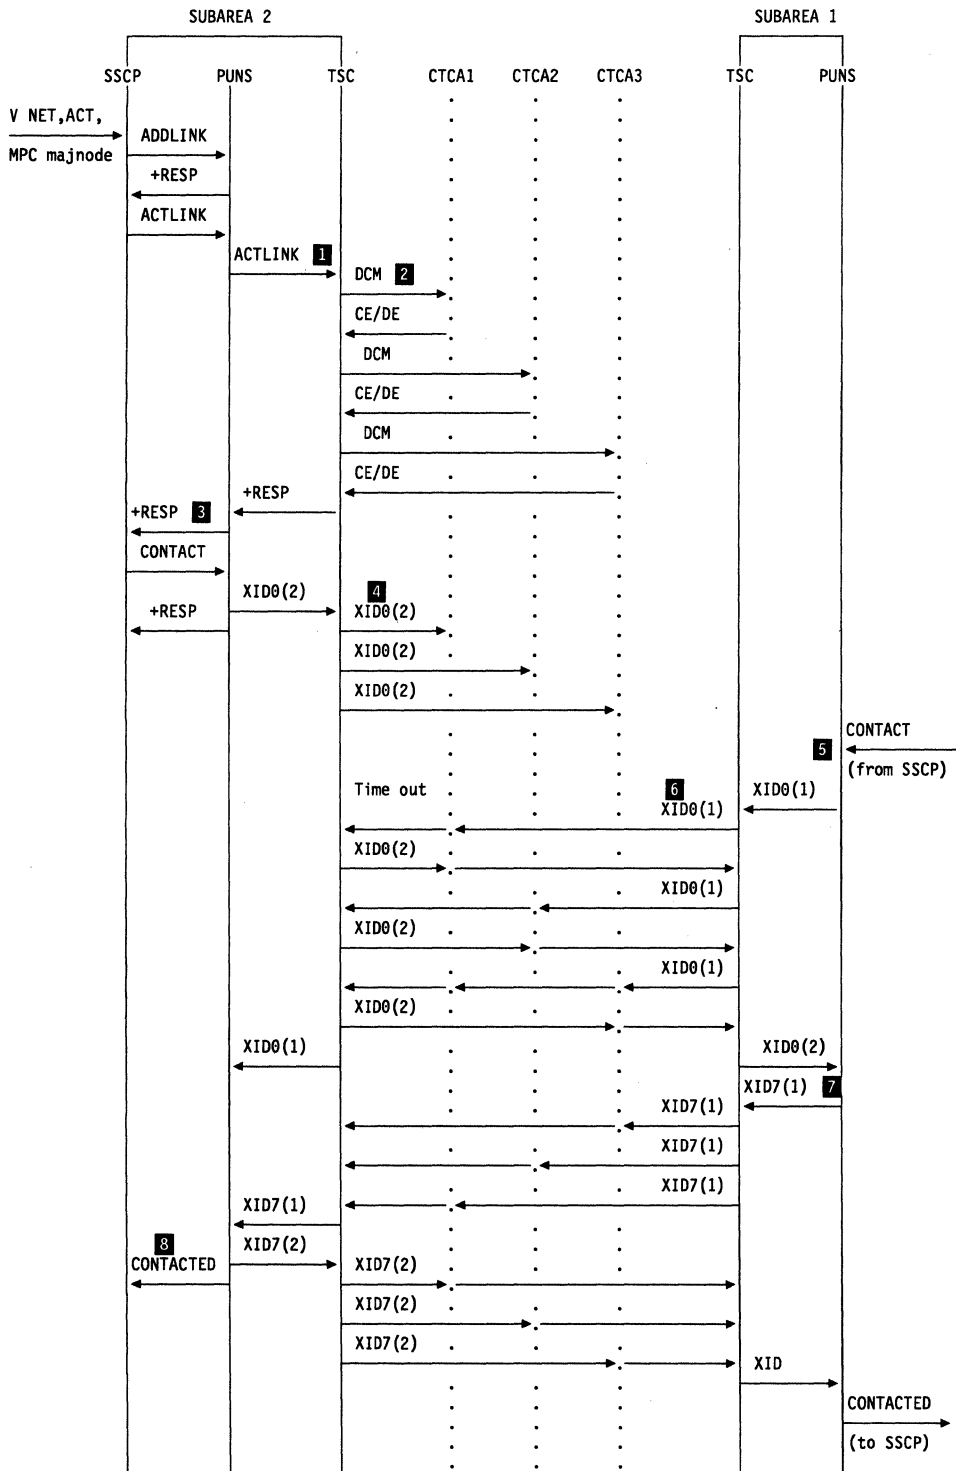 SUBAREA 2 SUBAREA 1
SSCP PUNS TSC CTCA1 CTCA2 CTCA3 TSC PUNS
V NET,ACT,
ADDLINK
MPC majnode
+RESP
ACTLINK
ACTLINK 1
DCM 2
CE/DE
DCM
CE/DE
DCM
CE/DE
+RESP
+RESP 3
CONTACT
XID0(2) 4
+RESP XID0(2)
XID0(2)
XID0(2)
CONTACT
5
(from SSCP)
Time out 6 XID0(1)
XID0(1)
XID0(2)
XID0(1)
XID0(2)
XID0(1)
XID0(2)
XID0(1) XID0(2)
XID7(1) 7
XID7(1)
XID7(1)
XID7(1)
XID7(1)
8 XID7(2)
CONTACTED XID7(2)
XID7(2)
XID7(2)
XID
CONTACTED
(to SSCP)